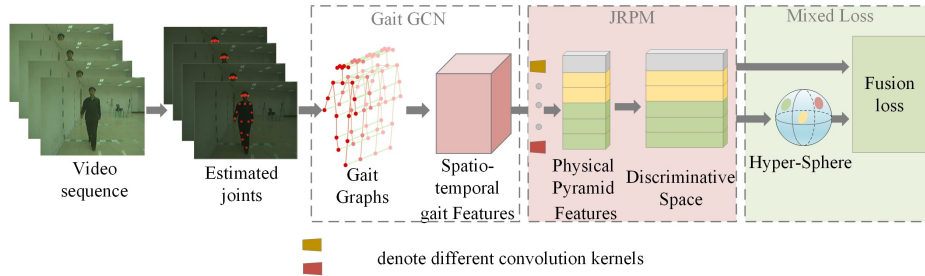 Gait GCN
JRPM
Mixed Loss
Video
sequence
Estimated
joints
Gait
Graphs
Spatio-
temporal
gait Features
Physical
Pyramid
Features
Discriminative
Space
Hyper-Sphere
Fusion
loss
denote different convolution kernels